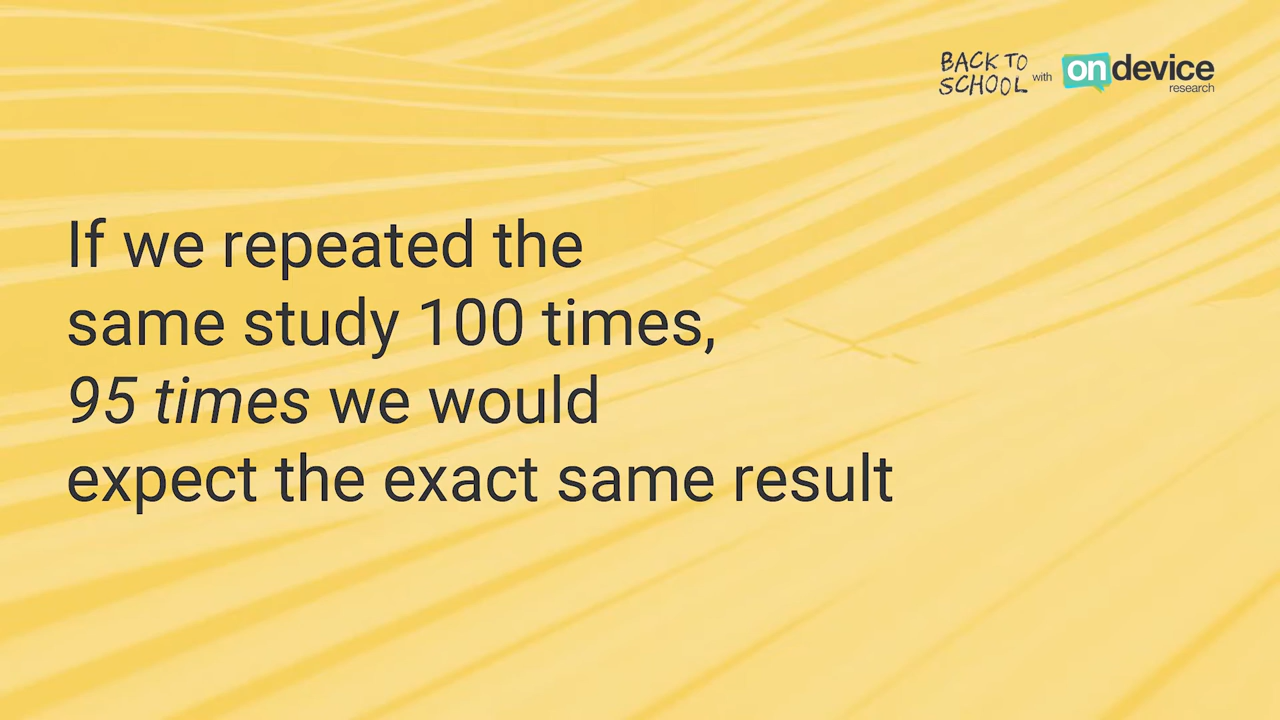 BACK TO
SCHOOL with ondevice
research
If we repeated the
same study 100 times,
95 times we would
expect the exact same result